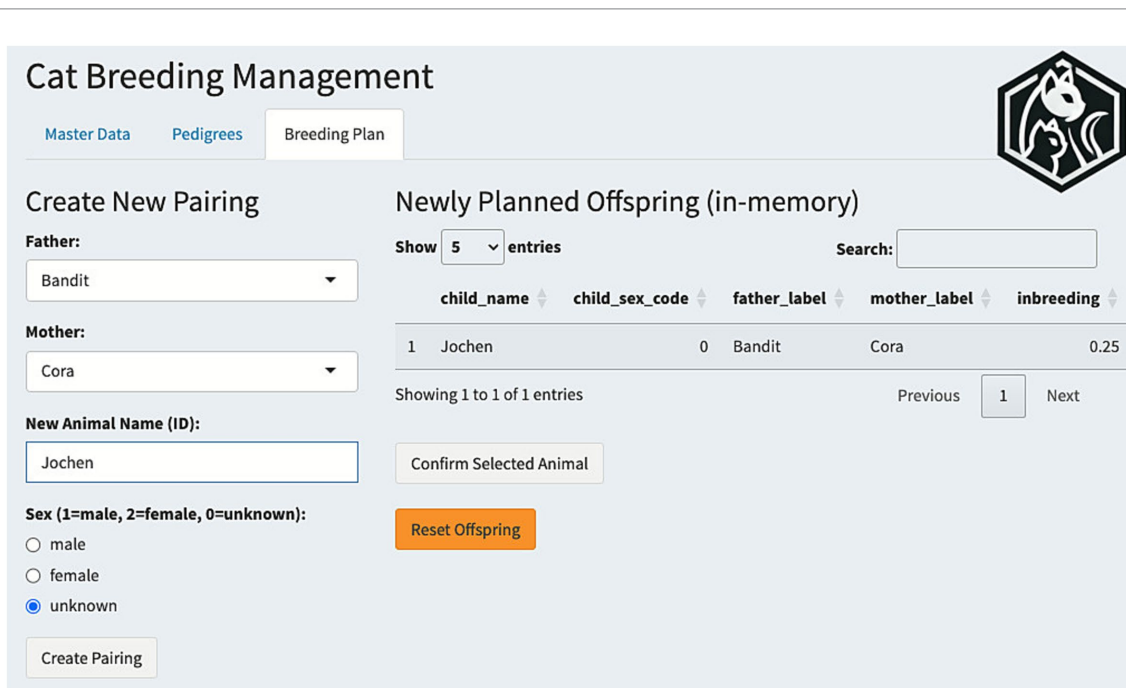 Cat Breeding Management
Master Data Pedigrees Breeding Plan
Create New Pairing
Father:
Bandit
Mother:
Cora
New Animal Name (ID):
Jochen
Sex (1=male, 2=female, 0=unknown):
male
female
unknown
Create Pairing
Newly Planned Offspring (in-memory)
Show 5 entries Search:
child_name child_sex_code father_label mother_label inbreeding
1 Jochen 0 Bandit Cora 0.25
Showing 1 to 1 of 1 entries Previous 1 Next
Confirm Selected Animal
Reset Offspring